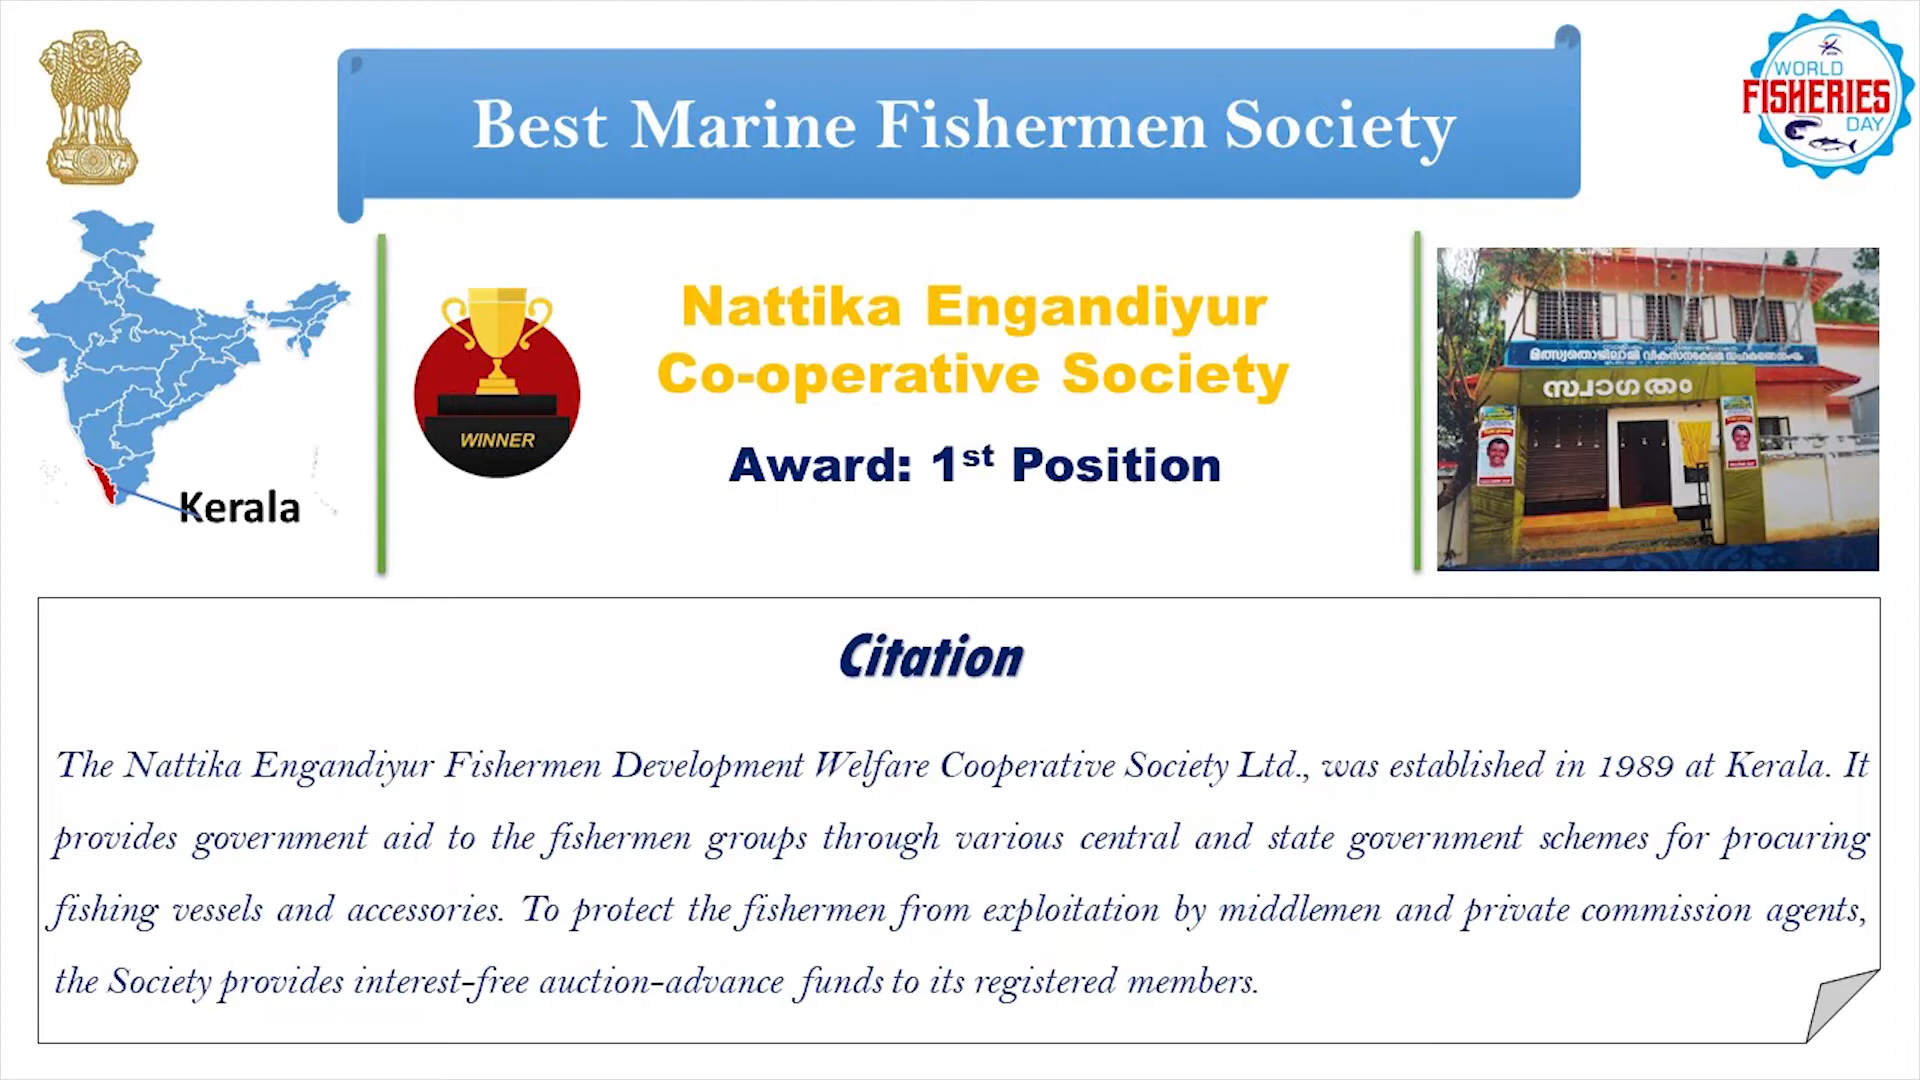 Best Marine Fishermen Society
WORLD
FISHERIES
DAY
Kerala
WINNER
Nattika Engandiyur
Co-operative Society
Award: 1st Position
മത്സ്യതൊഴിലാളി വികസനക്ഷേമ സഹകരണസംഘം
സ്വാഗതം
Citation
The Nattika Engandiyur Fishermen Development Welfare Cooperative Society Ltd., was established in 1989 at Kerala. It
provides government aid to the fishermen groups through various central and state government schemes for procuring
fishing vessels and accessories. To protect the fishermen from exploitation by middlemen and private commission agents,
the Society provides interest-free auction-advance funds to its registered members.